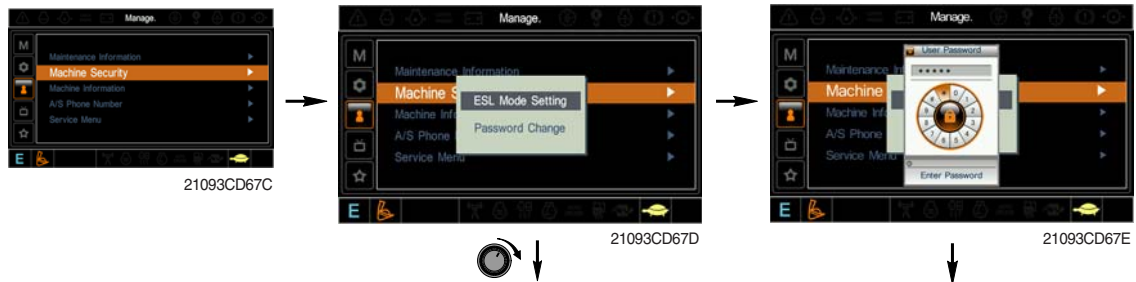 Manage.
M
Maintenance Information
Machine Security
Machine Information
A/S Phone Number
Service Menu
E
21093CD67C
Manage.
M
Maintenance Information
Machine S
ESL Mode Setting
Machine Info
Password Change
A/S Phone
Service Menu
E
21093CD67D
Manage.
M
User Password
Maintenance In
*****
Machine
Machine Info
A/S Phone
Service Menu
Enter Password
E
21093CD67E